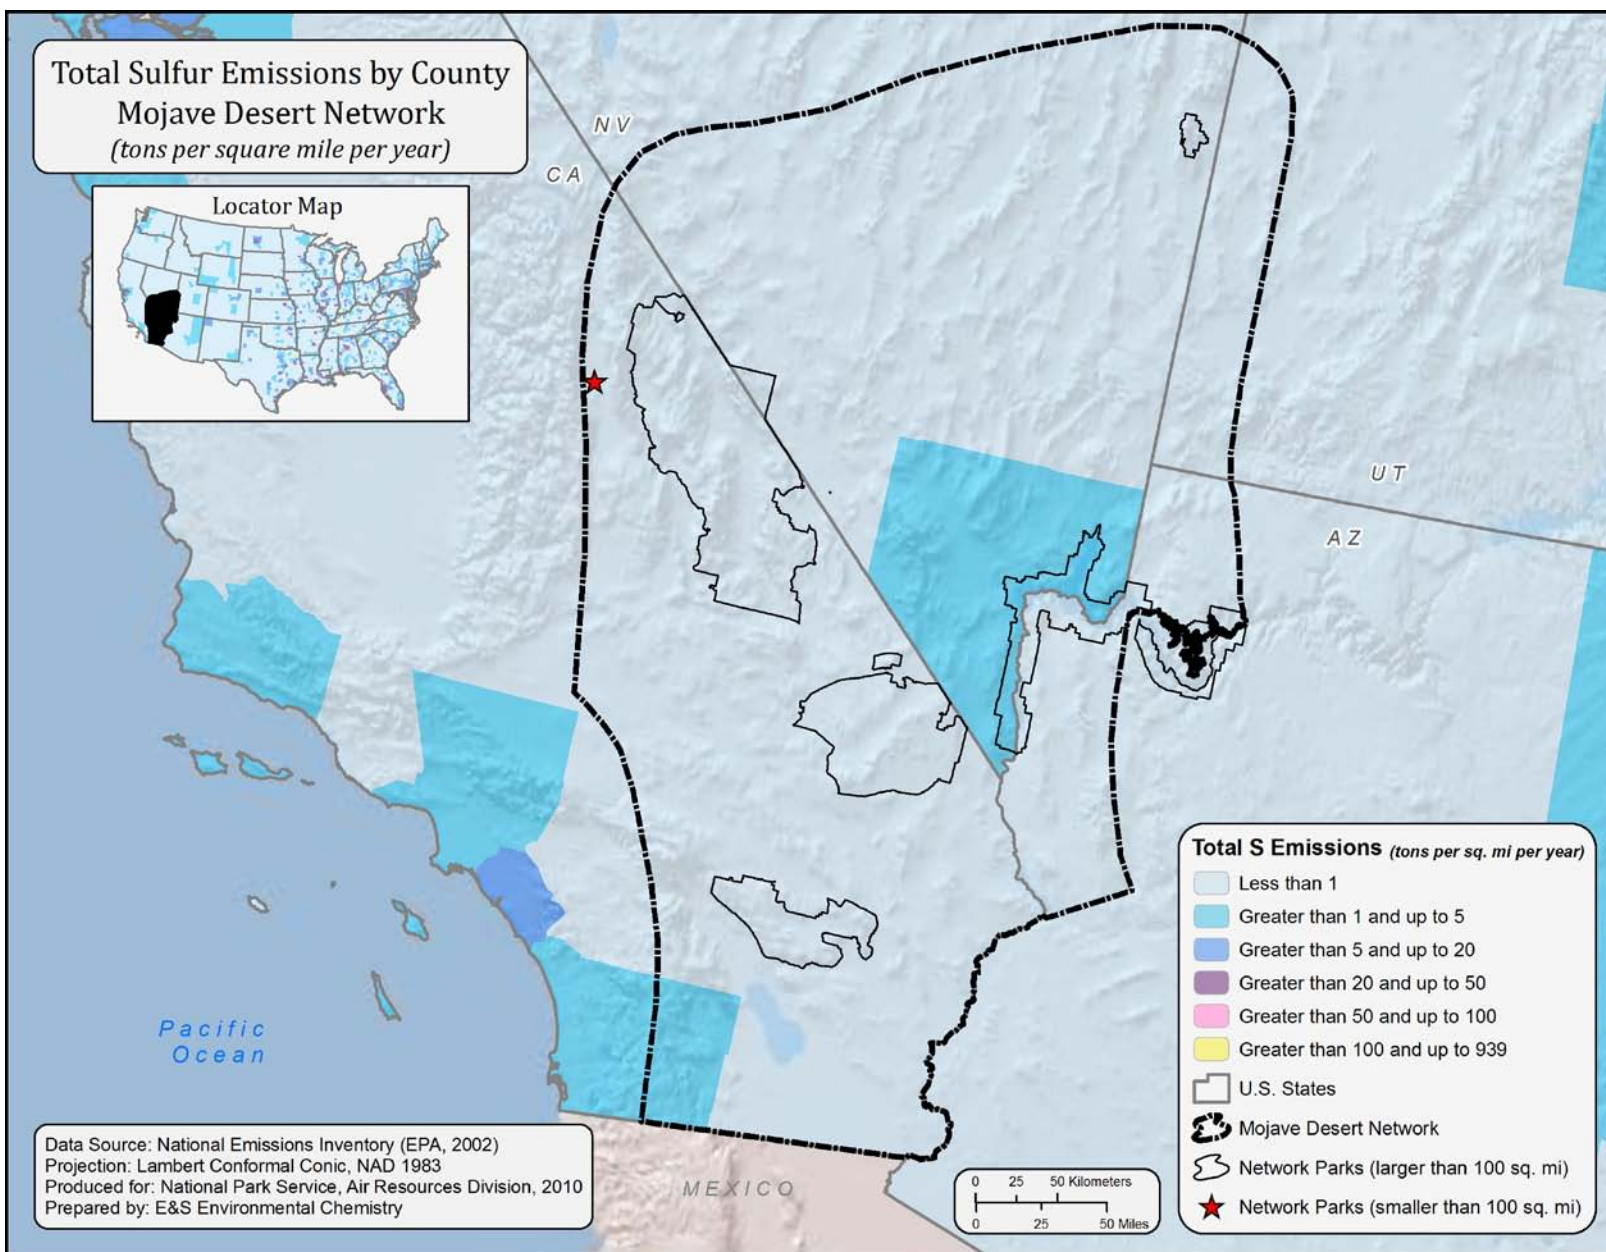 Total Sulfur Emissions by County
Mojave Desert Network
(tons per square mile per year)
Locator Map
NV
CA
UT
AZ
Pacific
Ocean
MEXICO
Total S Emissions (tons per sq. mi per year)
Less than 1
Greater than 1 and up to 5
Greater than 5 and up to 20
Greater than 20 and up to 50
Greater than 50 and up to 100
Greater than 100 and up to 939
U.S. States
Mojave Desert Network
Network Parks (larger than 100 sq. mi)
Network Parks (smaller than 100 sq. mi)
Data Source: National Emissions Inventory (EPA, 2002)
Projection: Lambert Conformal Conic, NAD 1983
Produced for: National Park Service, Air Resources Division, 2010
Prepared by: E&S Environmental Chemistry
0 25 50 Kilometers
0 25 50 Miles